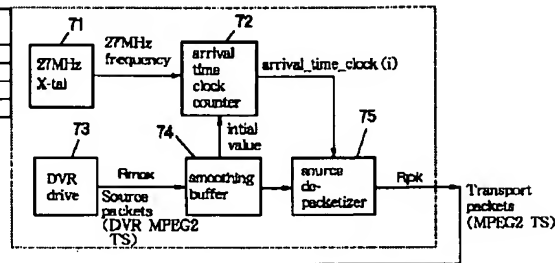 71
27MHz
X-tal
27MHz
frequency
72
arrival
time
clock
counter
arrival_time_clock (i)
73
DVR
drive
Rmax
Source
packets
(DVR MPEG2
TS)
74
intial
value
smoothing
buffer
75
source
de-
packetizer
Rpk
Transport
packets
(MPEG2 TS)